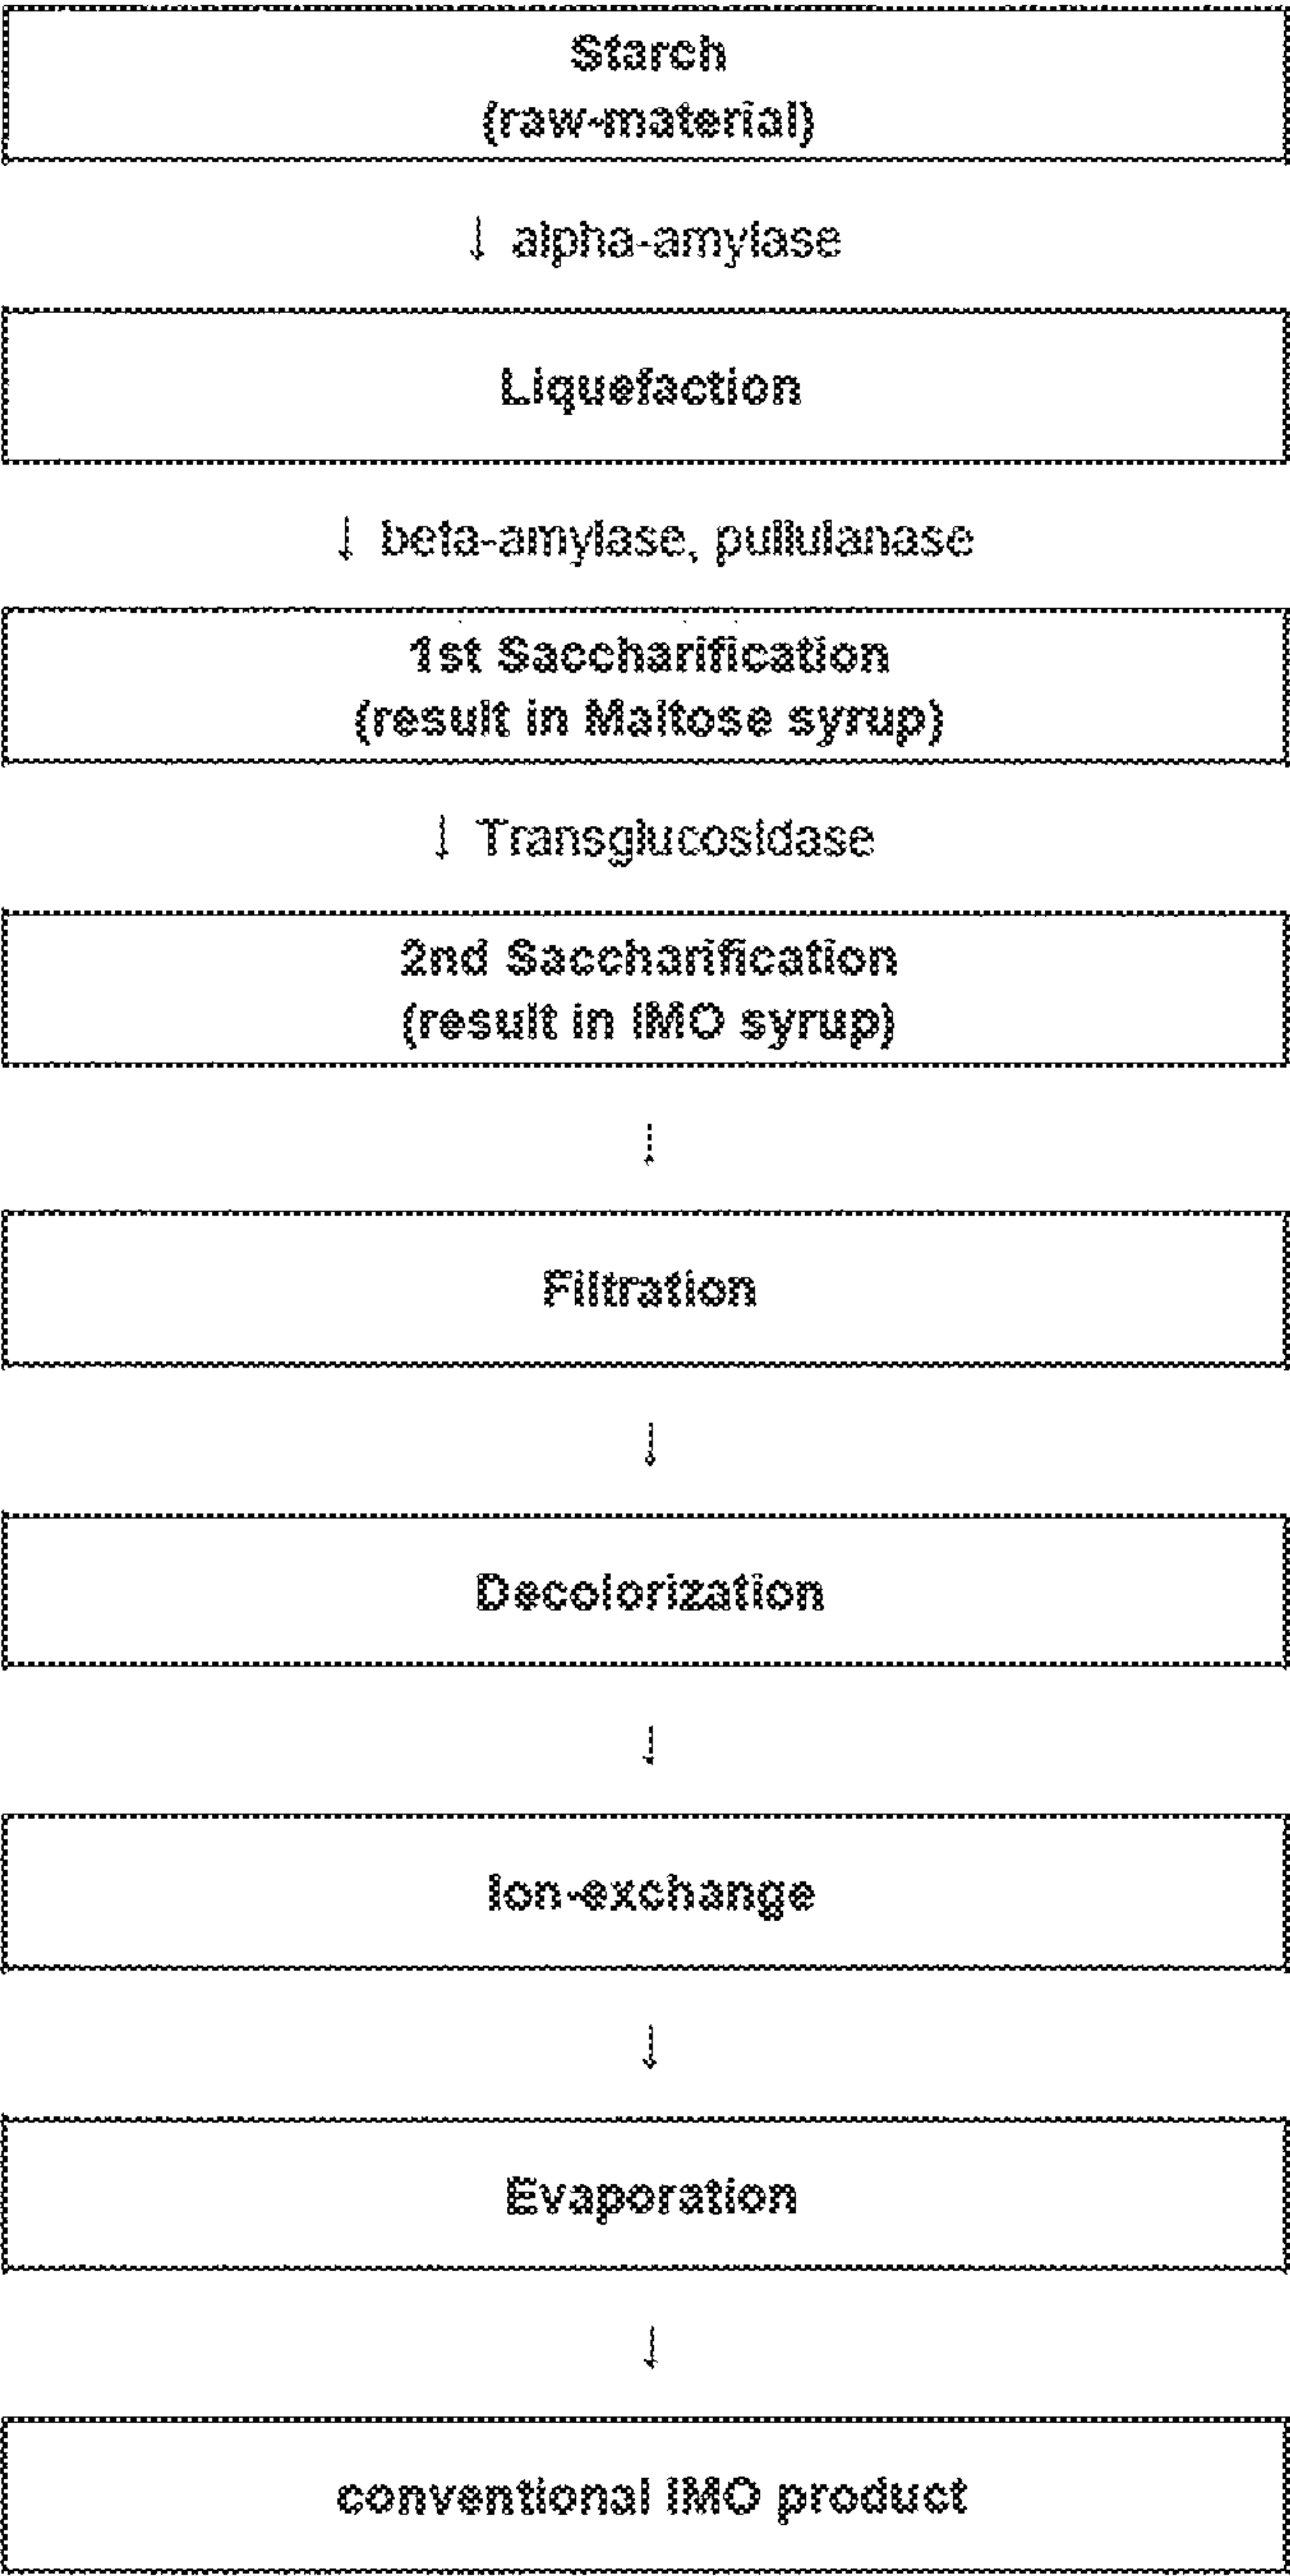 Starch
(raw-material)
↓ alpha-amylase
Liquefaction
↓ beta-amylase, pullulanase
1st Saccharification
(result in Maltose syrup)
↓ Transglucosidase
2nd Saccharification
(result in IMO syrup)
↓
Filtration
↓
Decolorization
↓
Ion-exchange
↓
Evaporation
↓
conventional IMO product